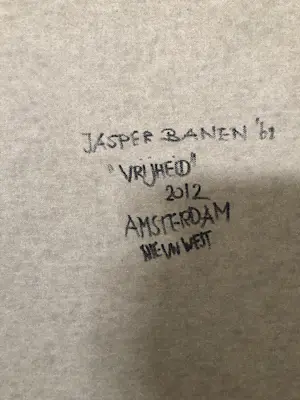 JASPER BANEN '61
"VRIJHEID"
2012
AMSTERDAM
NIEUW WEST